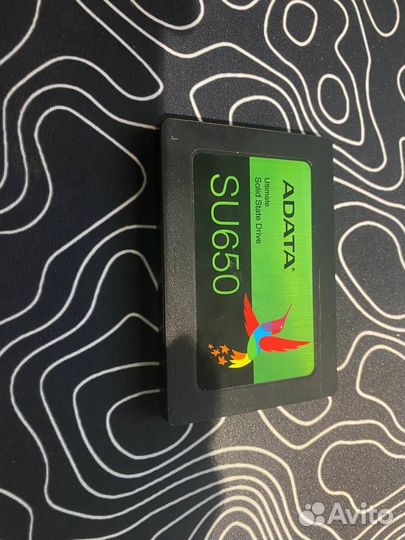 ADATA®
Ultimate
Solid State Drive
SU650
Avito